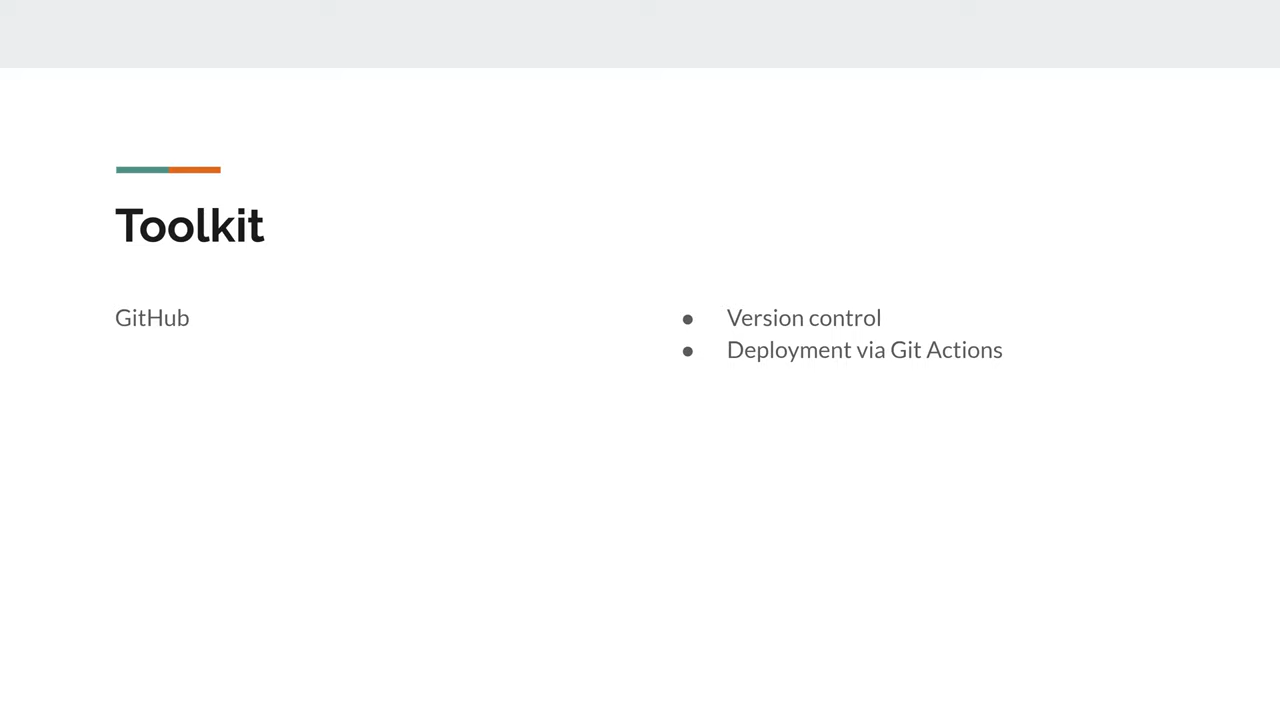 Toolkit
GitHub
● Version control
● Deployment via Git Actions